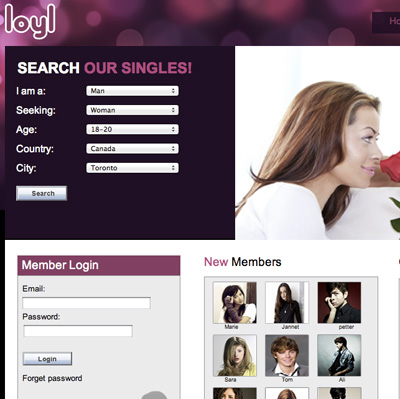 loyl
Ho
SEARCH OUR SINGLES!
I am a: Man
Seeking: Woman
Age: 18-20
Country: Canada
City: Toronto
Search
Member Login
Email:
Password:
Login
Forget password
New Members
Marie Jannet petter
Sara Tom Ali